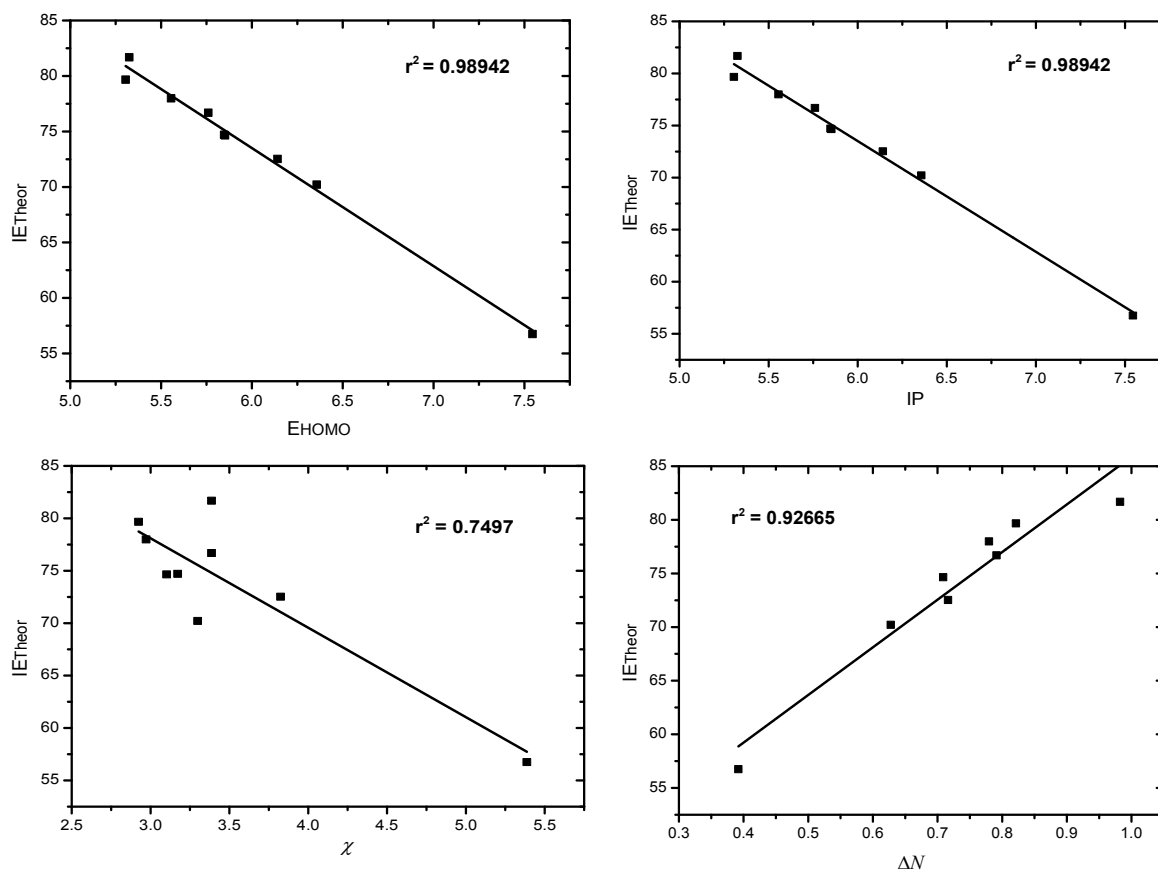 85
80
75
70
65
60
55
IETheor
r² = 0.98942
5.0 5.5 6.0 6.5 7.0 7.5
EHOMO
85
80
75
70
65
60
55
IETheor
r² = 0.98942
5.0 5.5 6.0 6.5 7.0 7.5
IP
85
80
75
70
65
60
55
IETheor
r² = 0.7497
2.5 3.0 3.5 4.0 4.5 5.0 5.5
χ
85
80
75
70
65
60
55
IETheor
r² = 0.92665
0.3 0.4 0.5 0.6 0.7 0.8 0.9 1.0
ΔN